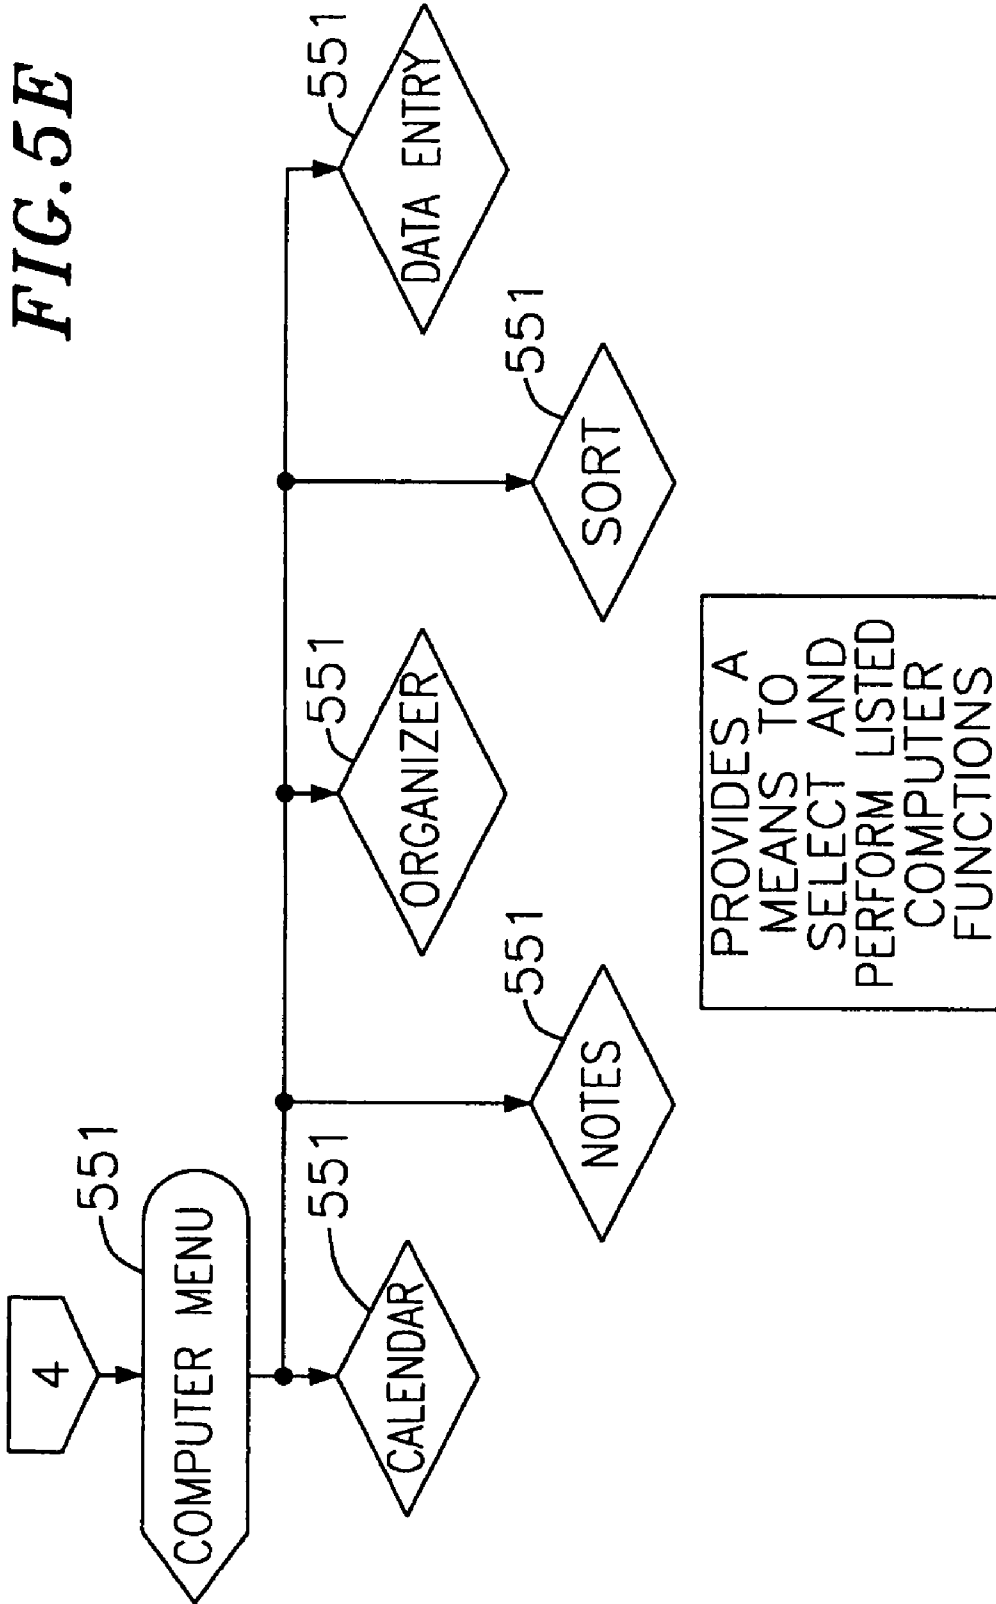 FIG.5E
4
551
COMPUTER MENU
551
CALENDAR
551
NOTES
551
ORGANIZER
551
SORT
551
DATA ENTRY
PROVIDES A
MEANS TO
SELECT AND
PERFORM LISTED
COMPUTER
FUNCTIONS